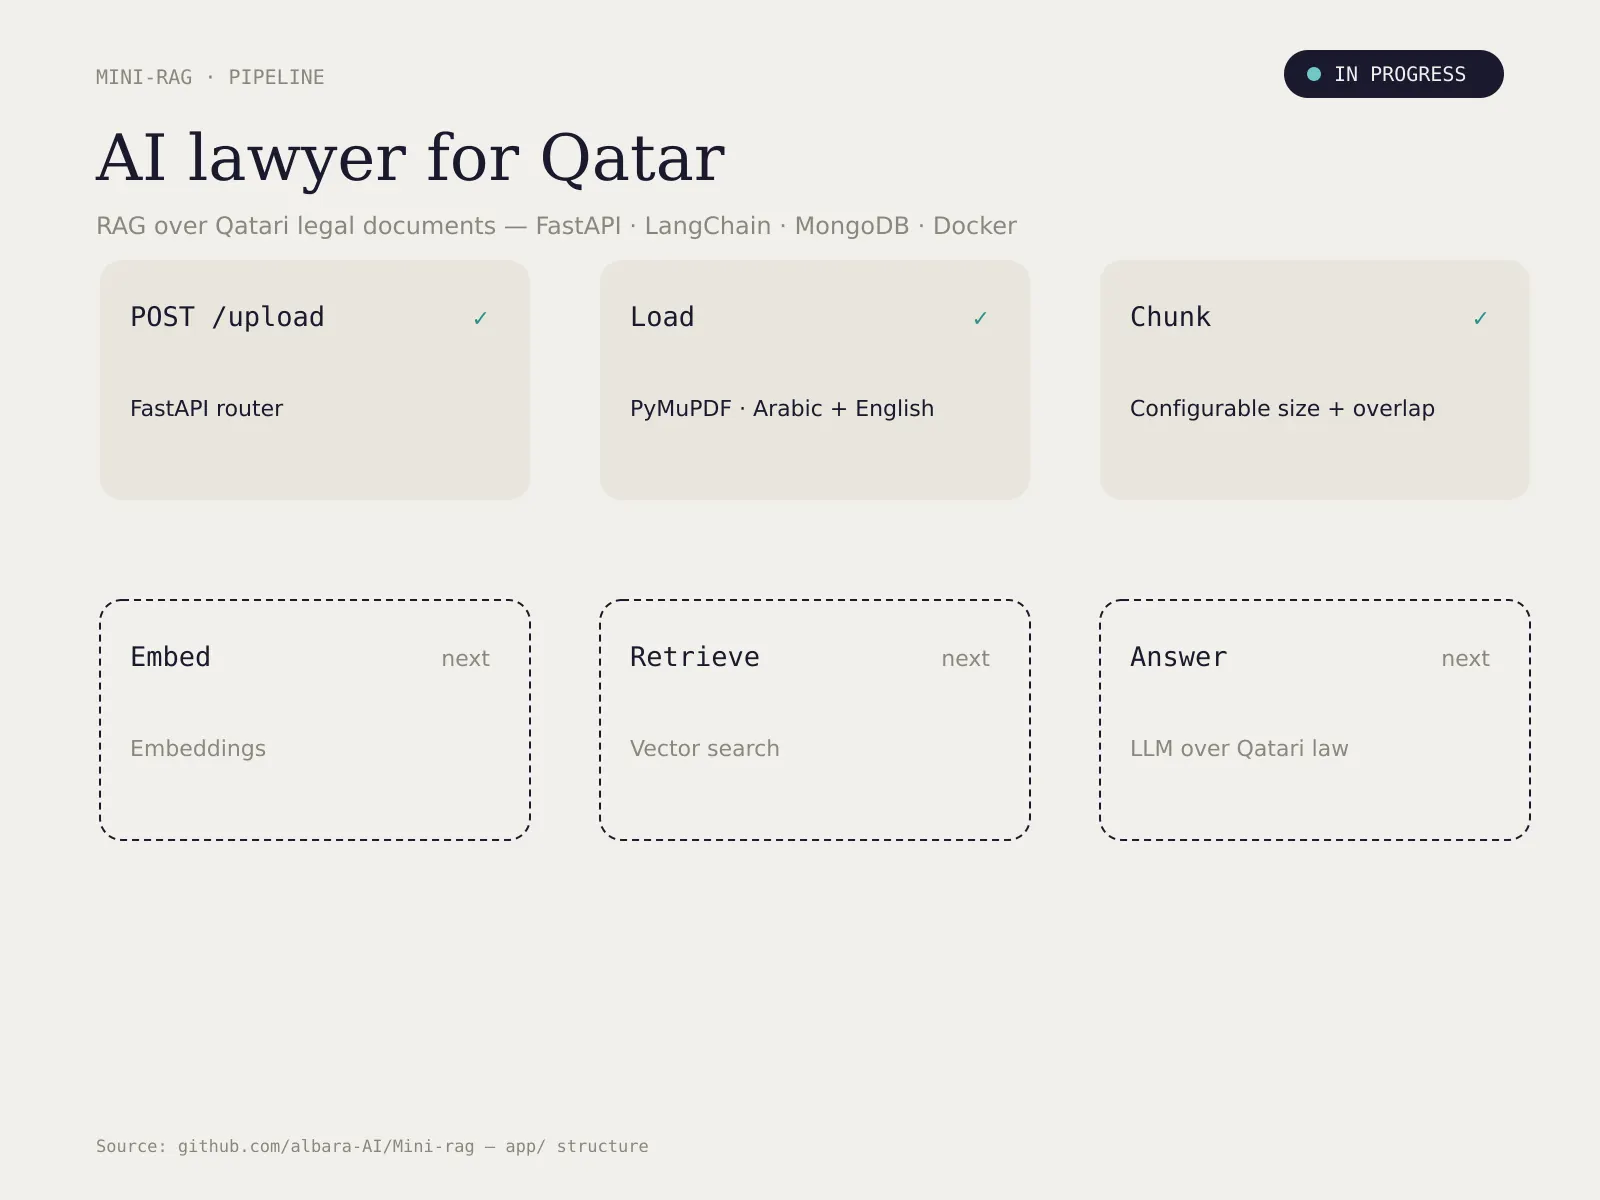 MINI-RAG · PIPELINE
IN PROGRESS
AI lawyer for Qatar
RAG over Qatari legal documents — FastAPI · LangChain · MongoDB · Docker
POST /upload ✓
FastAPI router
Load ✓
PyMuPDF · Arabic + English
Chunk ✓
Configurable size + overlap
Embed next
Embeddings
Retrieve next
Vector search
Answer next
LLM over Qatari law
Source: github.com/albara-AI/Mini-rag — app/ structure